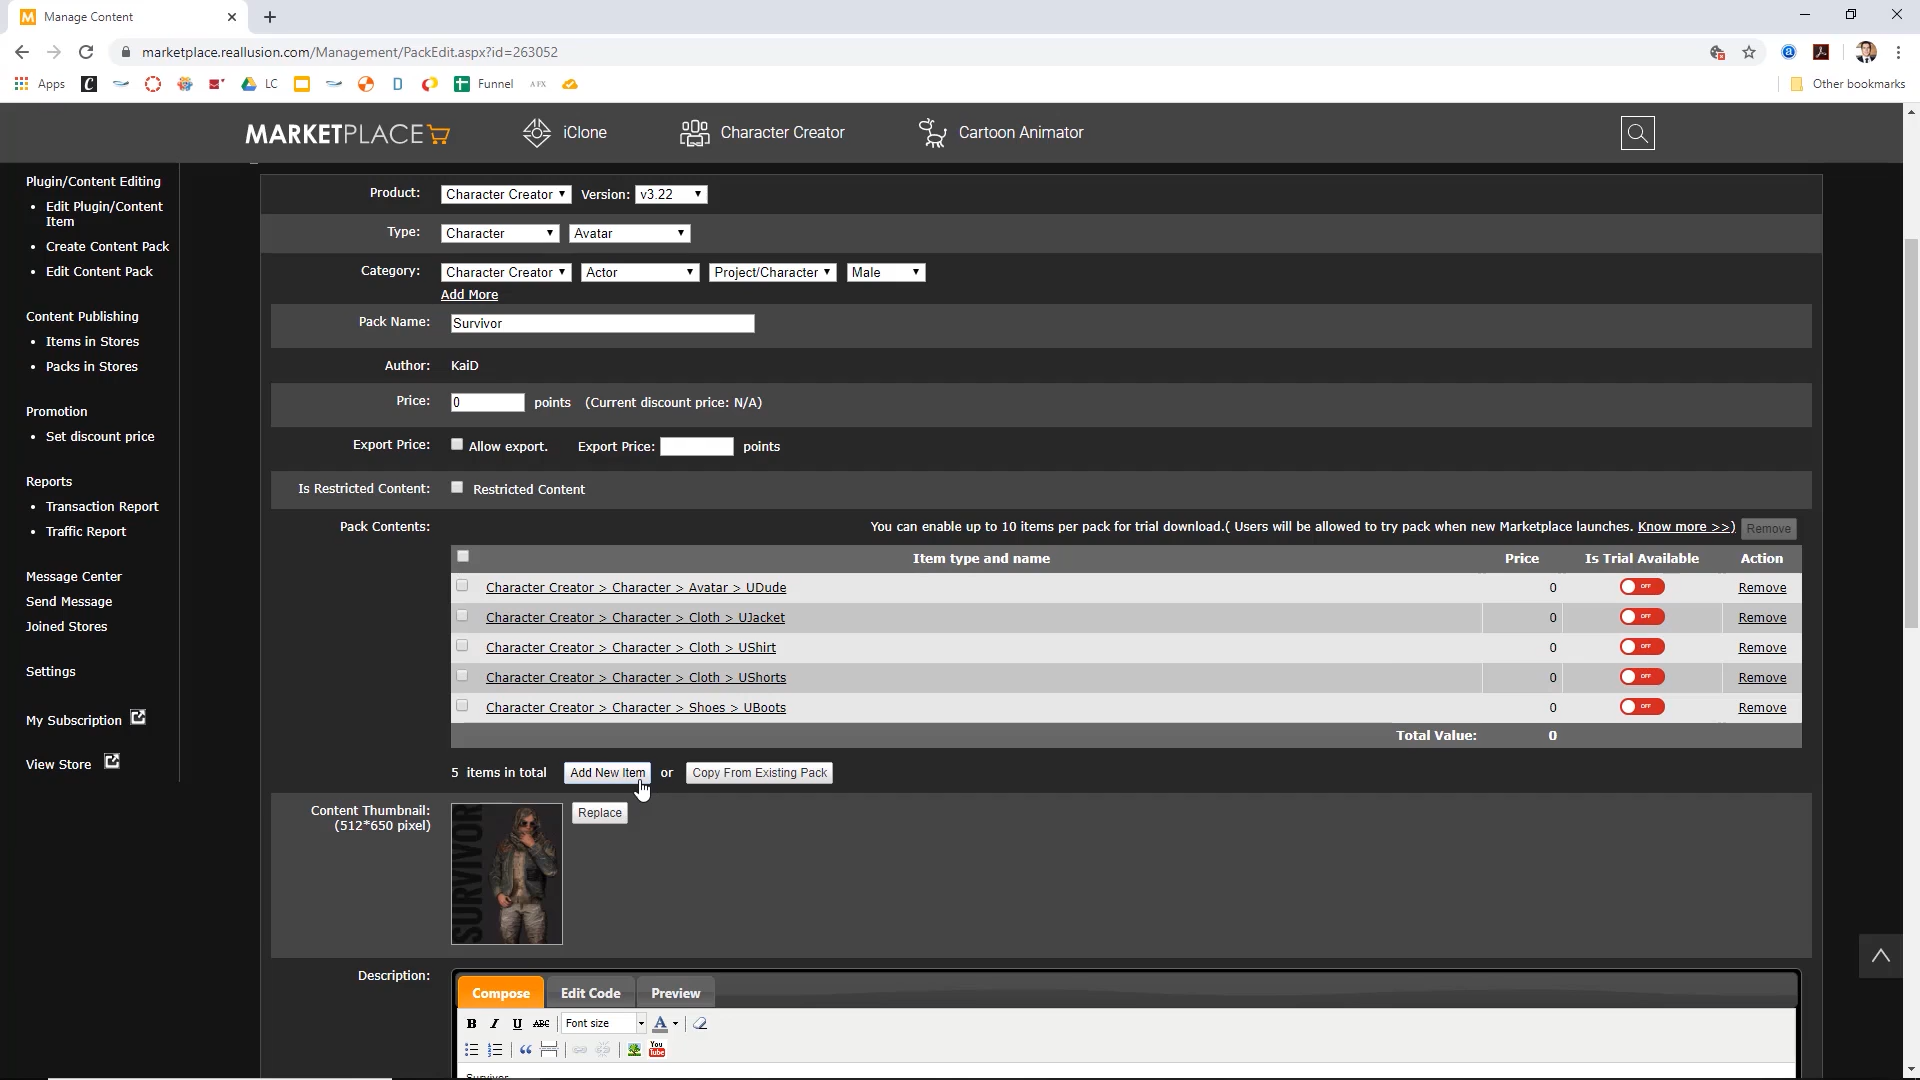 Manage Content
marketplace.reallusion.com/Management/PackEdit.aspx?id=263052
Apps
LC
D
Funnel
AFX
Other bookmarks
MARKETPLACE
iClone
Character Creator
Cartoon Animator
Plugin/Content Editing
Edit Plugin/Content
Item
Create Content Pack
Edit Content Pack
Content Publishing
Items in Stores
Packs in Stores
Promotion
Set discount price
Reports
Transaction Report
Traffic Report
Message Center
Send Message
Joined Stores
Settings
My Subscription
View Store
Product: Character Creator Version: v3.22
Type: Character Avatar
Category: Character Creator Actor Project/Character Male
Add More
Pack Name: Survivor
Author: KaiD
Price: 0 points (Current discount price: N/A)
Export Price: Allow export. Export Price: points
Is Restricted Content: Restricted Content
Pack Contents: You can enable up to 10 items per pack for trial download.( Users will be allowed to try pack when new Marketplace launches. Know more >>) Remove
Item type and name Price Is Trial Available Action
Character Creator > Character > Avatar > UDude 0 OFF Remove
Character Creator > Character > Cloth > UJacket 0 OFF Remove
Character Creator > Character > Cloth > UShirt 0 OFF Remove
Character Creator > Character > Cloth > UShorts 0 OFF Remove
Character Creator > Character > Shoes > UBoots 0 OFF Remove
Total Value: 0
5 items in total Add New Item or Copy From Existing Pack
Content Thumbnail:
(512*650 pixel)
SURVIVOR
Replace
Description:
Compose Edit Code Preview
B I U ABC Font size A
You Tube
Survivor